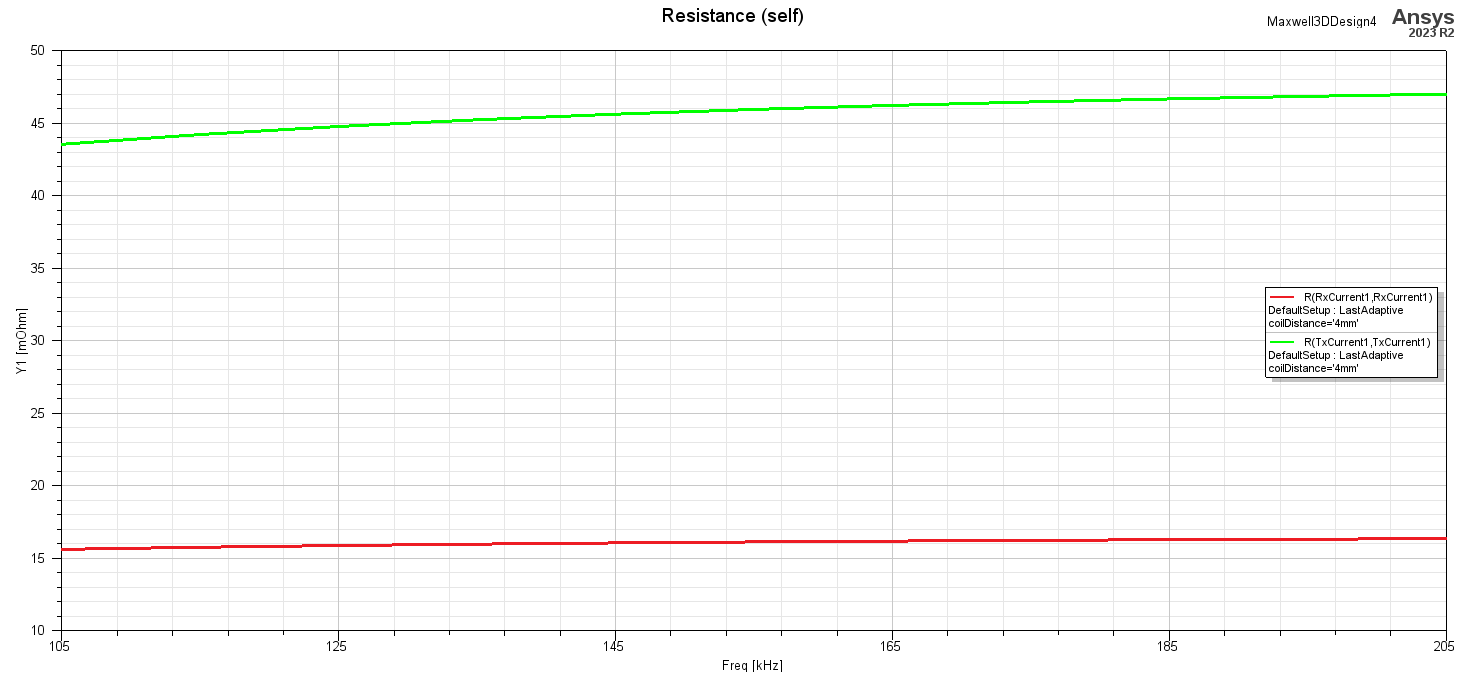 Resistance (self)
Maxwell3DDesign4
Ansys
2023 R2
50
45
40
35
30
25
20
15
10
Y1 [mOhm]
R(RxCurrent1,RxCurrent1)
DefaultSetup : LastAdaptive
coilDistance='4mm'
R(TxCurrent1,TxCurrent1)
DefaultSetup : LastAdaptive
coilDistance='4mm'
105
125
145
165
185
205
Freq [kHz]